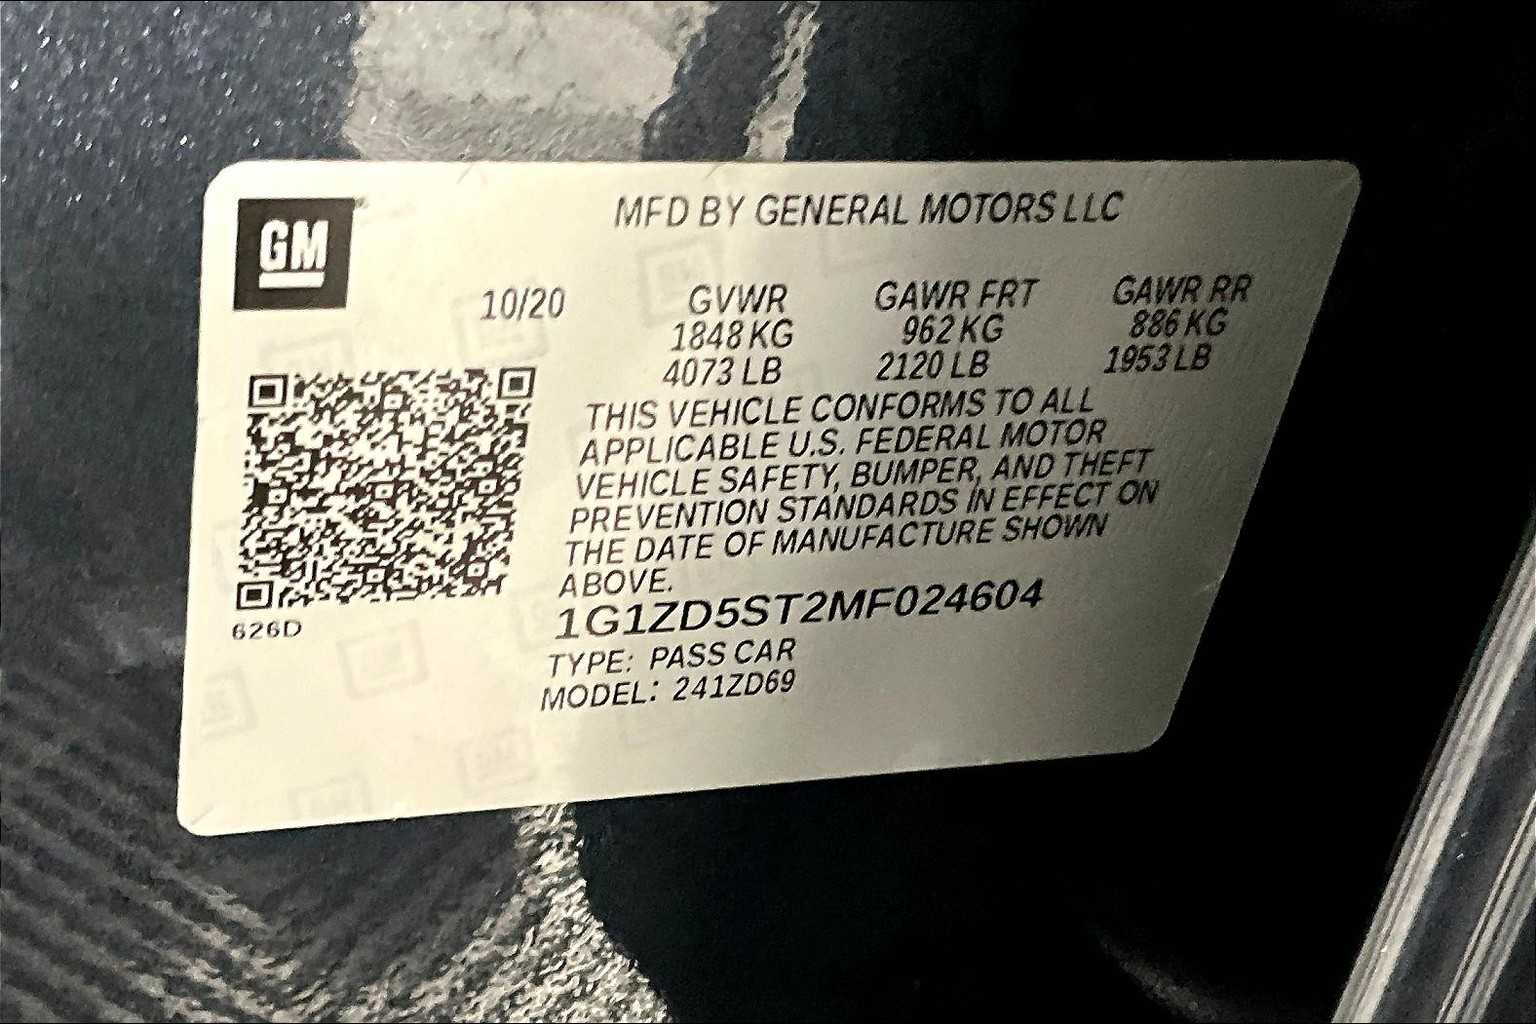 GM
MFD BY GENERAL MOTORS LLC
10/20 GVWR GAWR FRT GAWR RR
1848 KG 962 KG 886 KG
4073 LB 2120 LB 1953 LB
THIS VEHICLE CONFORMS TO ALL
APPLICABLE U.S. FEDERAL MOTOR
VEHICLE SAFETY, BUMPER, AND THEFT
PREVENTION STANDARDS IN EFFECT ON
THE DATE OF MANUFACTURE SHOWN
ABOVE.
1G1ZD5ST2MF024604
626D
TYPE: PASS CAR
MODEL: 241ZD69